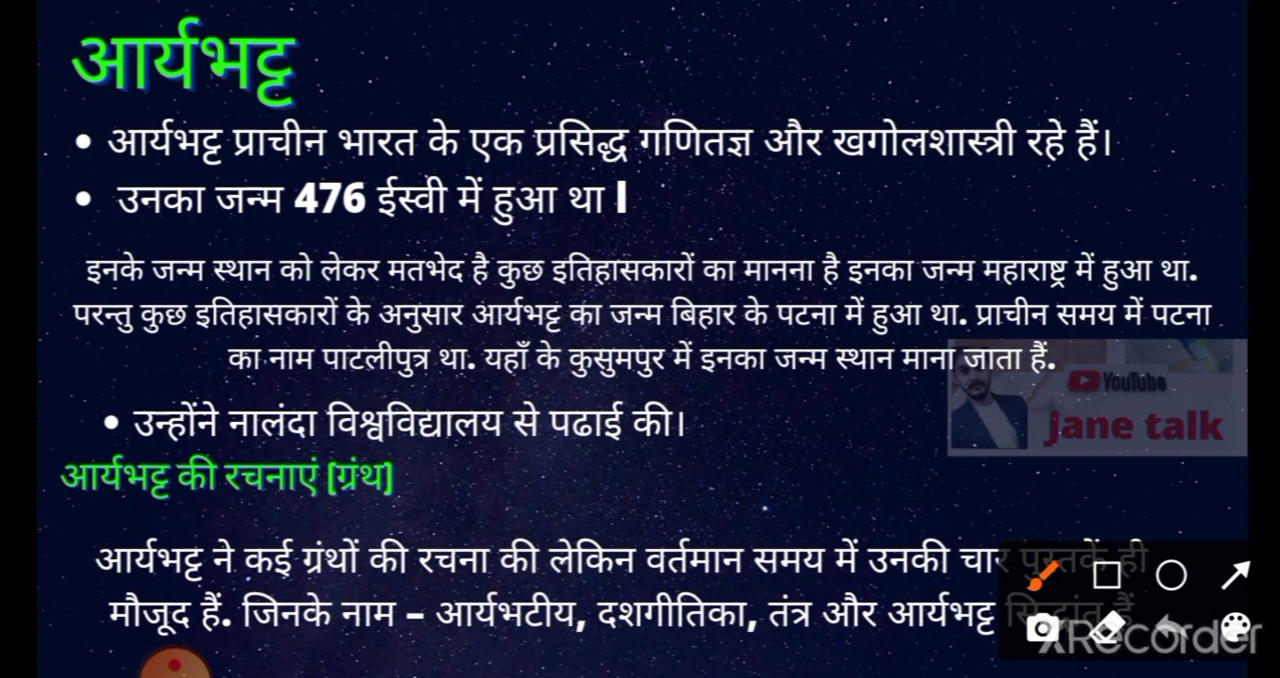 आर्यभट्ट
• आर्यभट्ट प्राचीन भारत के एक प्रसिद्ध गणितज्ञ और खगोलशास्त्री रहे हैं।
• उनका जन्म 476 ईस्वी में हुआ था l
इनके जन्म स्थान को लेकर मतभेद है कुछ इतिहासकारों का मानना है इनका जन्म महाराष्ट्र में हुआ था.
परन्तु कुछ इतिहासकारों के अनुसार आर्यभट्ट का जन्म बिहार के पटना में हुआ था. प्राचीन समय में पटना
का नाम पाटलीपुत्र था. यहाँ के कुसुमपुर में इनका जन्म स्थान माना जाता हैं.
YouTube
Jane talk
• उन्होंने नालंदा विश्वविद्यालय से पढाई की।
आर्यभट्ट की रचनाएं [ग्रंथ]
आर्यभट्ट ने कई ग्रंथों की रचना की लेकिन वर्तमान समय में उनकी चार पुस्तकें ही
मौजूद हैं. जिनके नाम – आर्यभटीय, दशगीतिका, तंत्र और आर्यभट्ट सिद्धांत हैं
XRecorder